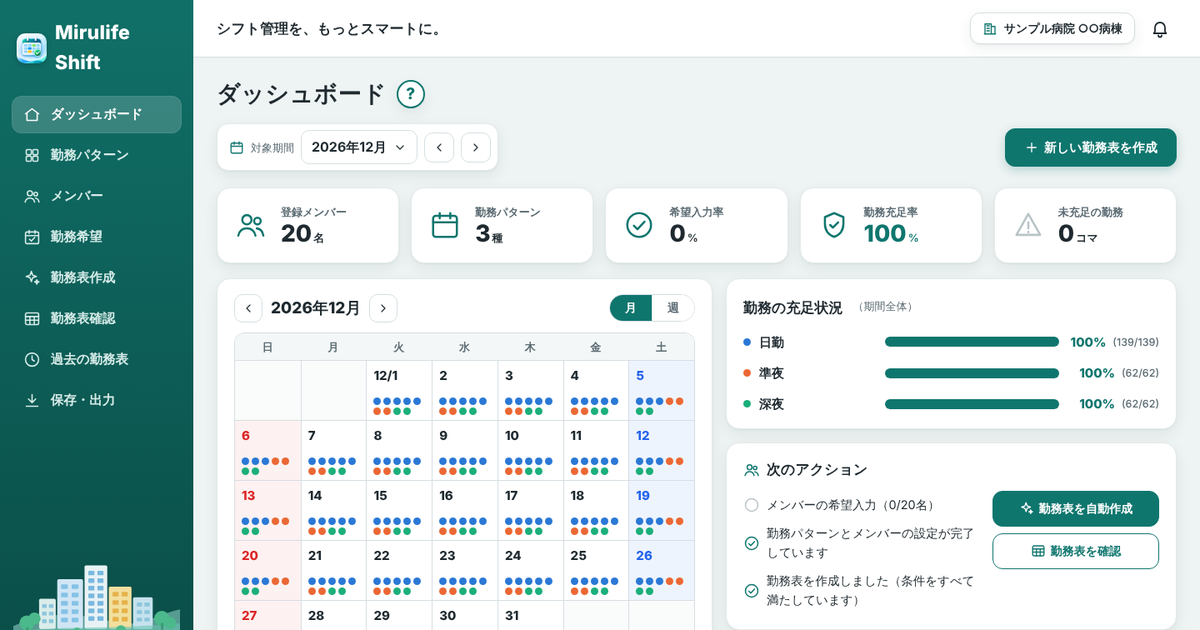 Mirulife
Shift
ダッシュボード
勤務パターン
メンバー
勤務希望
勤務表作成
勤務表確認
過去の勤務表
保存・出力
シフト管理を、もっとスマートに。
サンプル病院 〇〇病棟
ダッシュボード ?
対象期間 2026年12月
＋ 新しい勤務表を作成
登録メンバー
20名
勤務パターン
3種
希望入力率
0%
勤務充足率
100%
未充足の勤務
0コマ
2026年12月
月 週
日 月 火 水 木 金 土
12/1 2 3 4 5
6 7 8 9 10 11 12
13 14 15 16 17 18 19
20 21 22 23 24 25 26
27 28 29 30 31
勤務の充足状況 （期間全体）
日勤 100% (139/139)
準夜 100% (62/62)
深夜 100% (62/62)
次のアクション
メンバーの希望入力（0/20名）
勤務パターンとメンバーの設定が完了
しています
勤務表を作成しました（条件をすべて
満たしています）
勤務表を自動作成
勤務表を確認